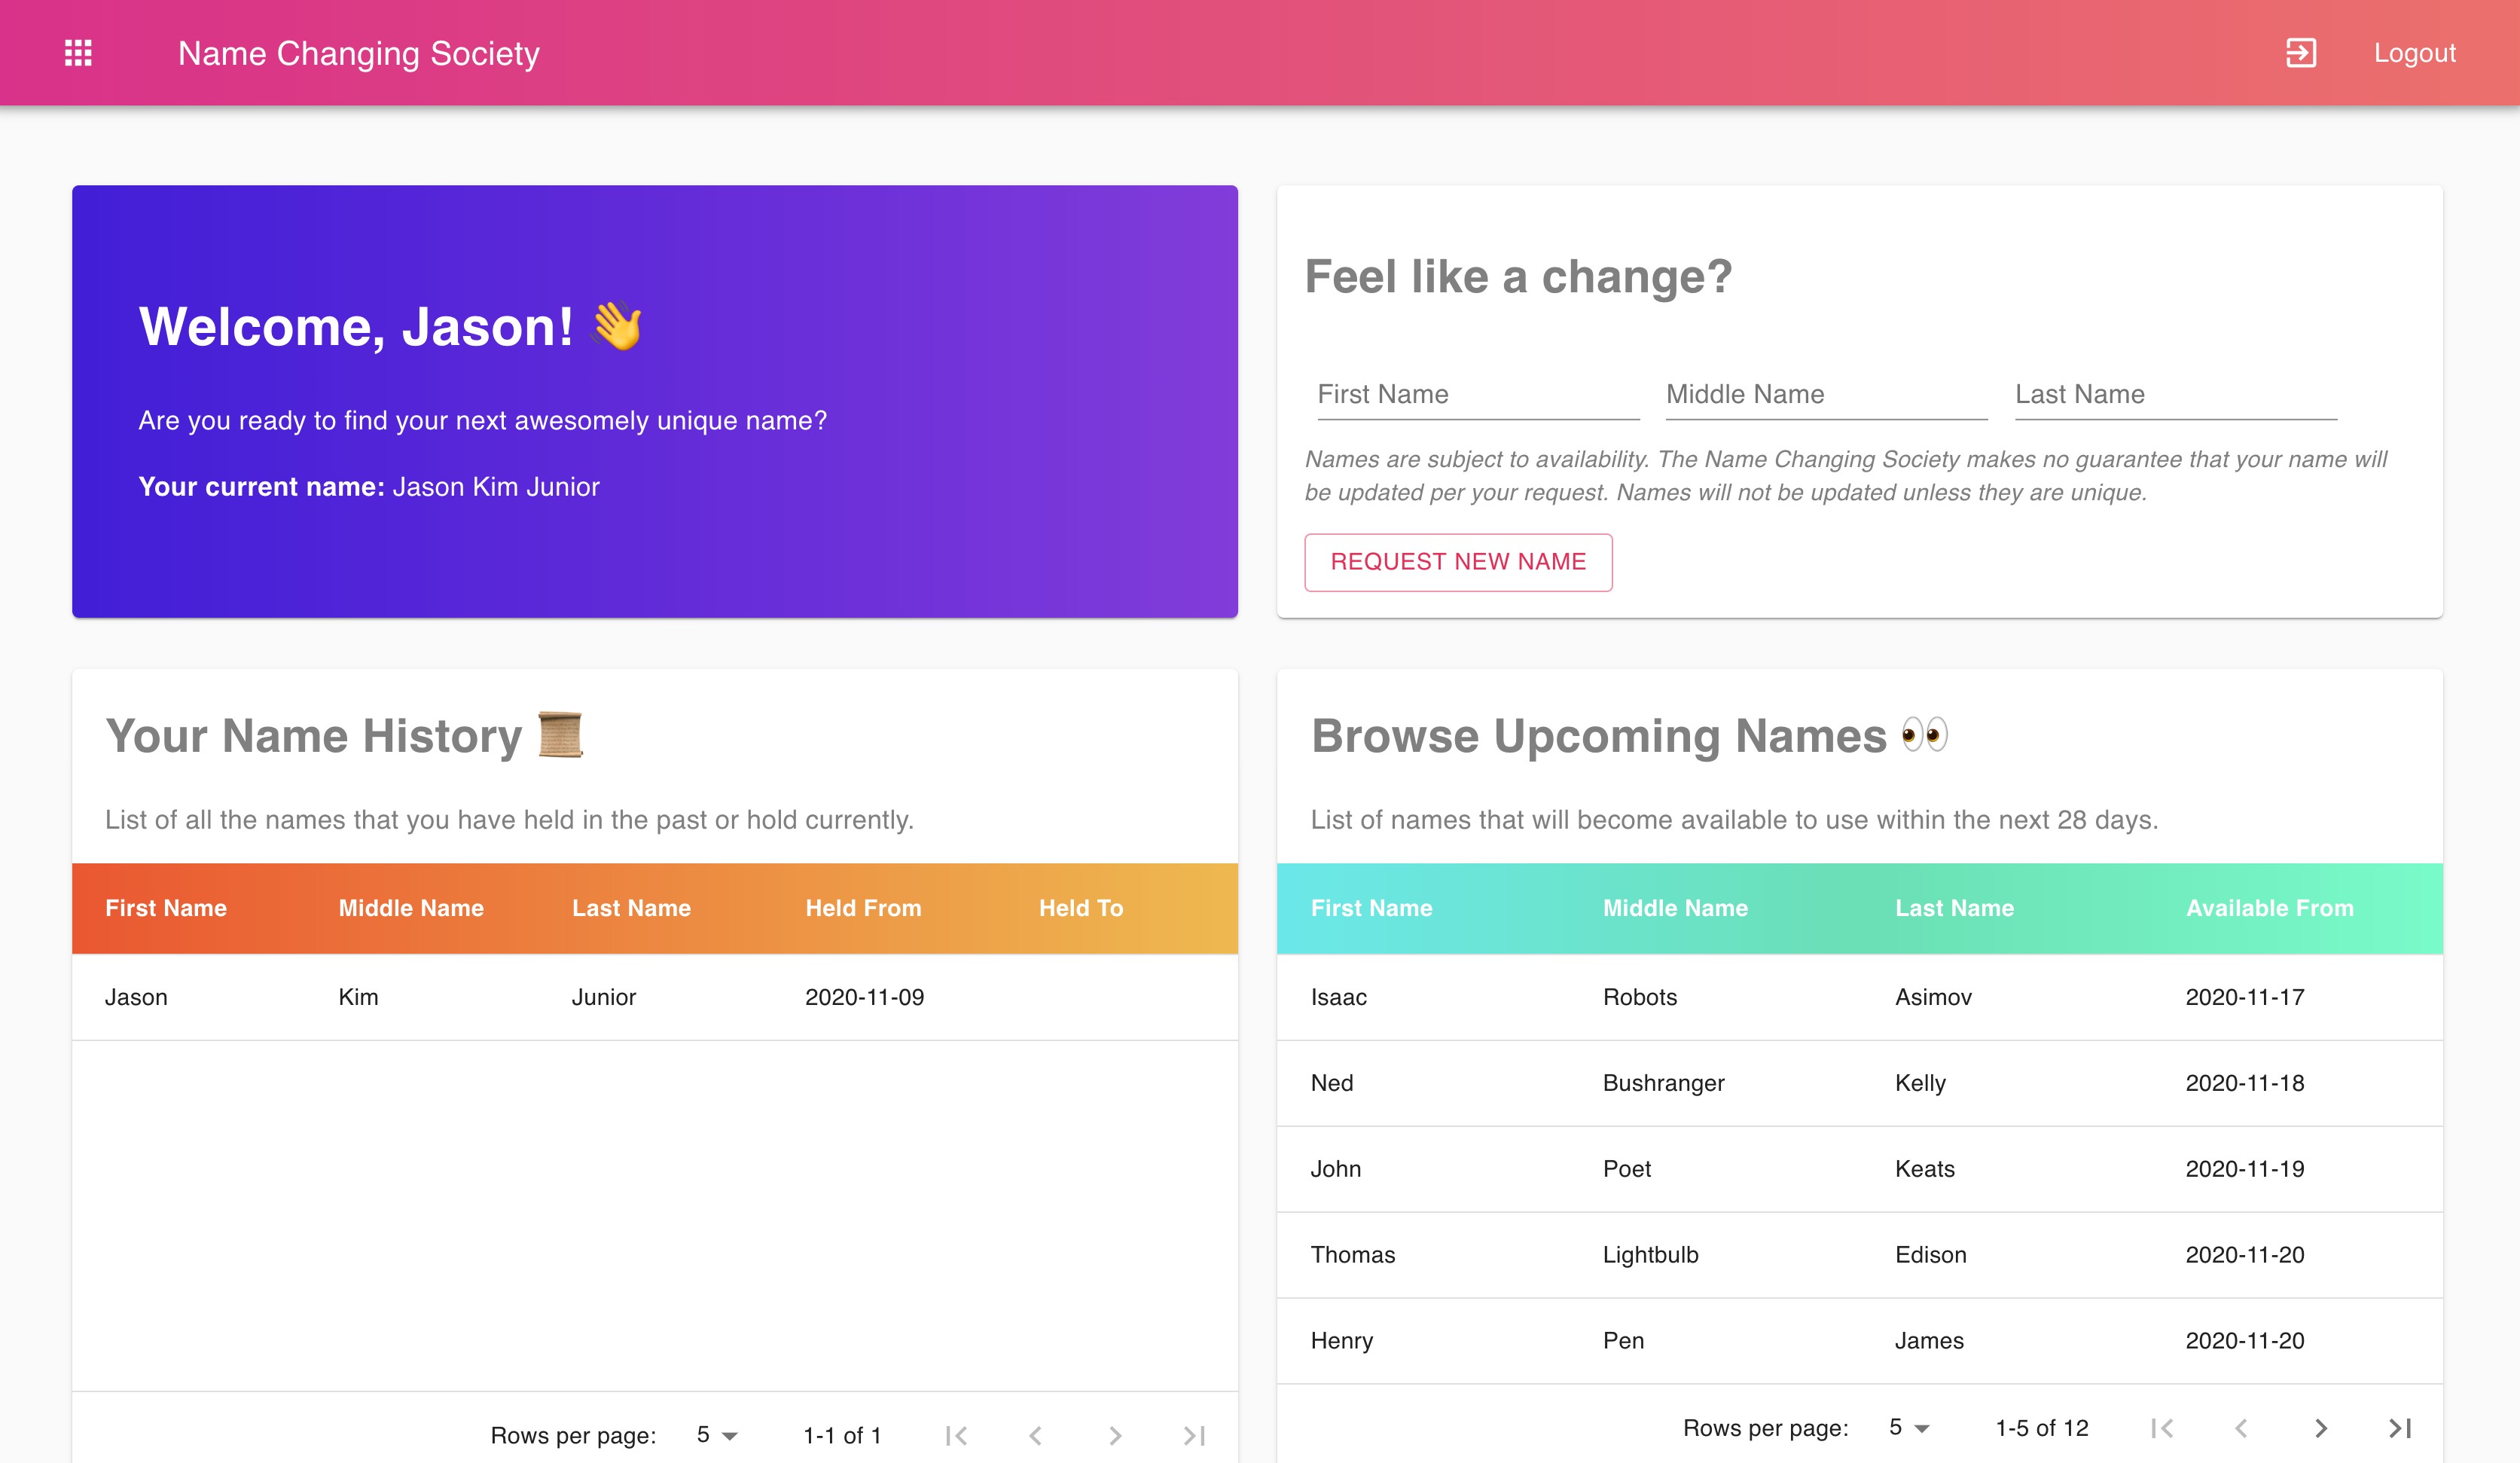 Name Changing Society
Logout
Welcome, Jason! 👋
Are you ready to find your next awesomely unique name?
Your current name: Jason Kim Junior
Feel like a change?
First Name Middle Name Last Name
Names are subject to availability. The Name Changing Society makes no guarantee that your name will
be updated per your request. Names will not be updated unless they are unique.
REQUEST NEW NAME
Your Name History 📜
List of all the names that you have held in the past or hold currently.
First Name Middle Name Last Name Held From Held To
Jason Kim Junior 2020-11-09
Rows per page: 5 1-1 of 1
Browse Upcoming Names 👀
List of names that will become available to use within the next 28 days.
First Name Middle Name Last Name Available From
Isaac Robots Asimov 2020-11-17
Ned Bushranger Kelly 2020-11-18
John Poet Keats 2020-11-19
Thomas Lightbulb Edison 2020-11-20
Henry Pen James 2020-11-20
Rows per page: 5 1-5 of 12